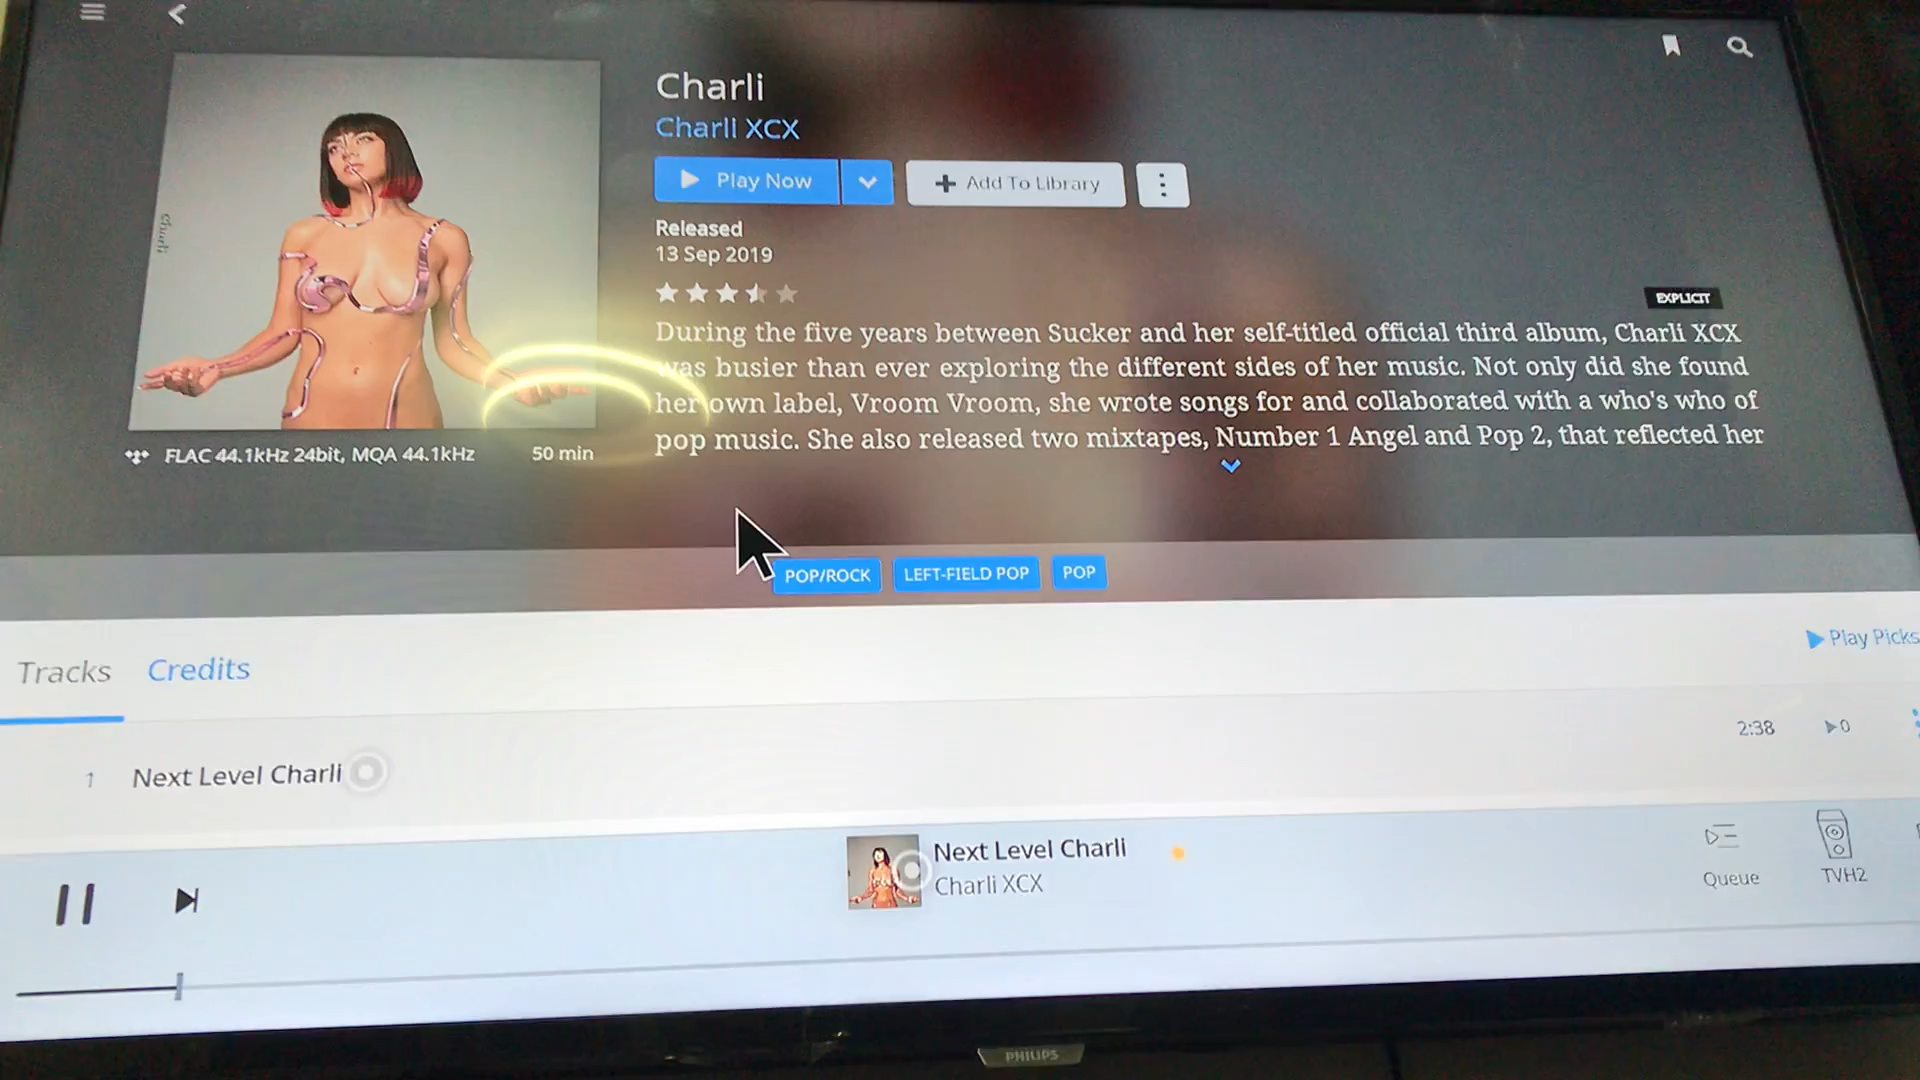 Charli
Charli XCX
Play Now
Add To Library
Released
13 Sep 2019
EXPLICIT
During the five years between Sucker and her self-titled official third album, Charli XCX
was busier than ever exploring the different sides of her music. Not only did she found
her own label, Vroom Vroom, she wrote songs for and collaborated with a who's who of
pop music. She also released two mixtapes, Number 1 Angel and Pop 2, that reflected her
Charli
FLAC 44.1kHz 24bit, MQA 44.1kHz 50 min
POP/ROCK LEFT-FIELD POP POP
Play Picks
Tracks Credits
1 Next Level Charli 2:38 0
Next Level Charli
Charli XCX
Queue TVH2
PHILIPS